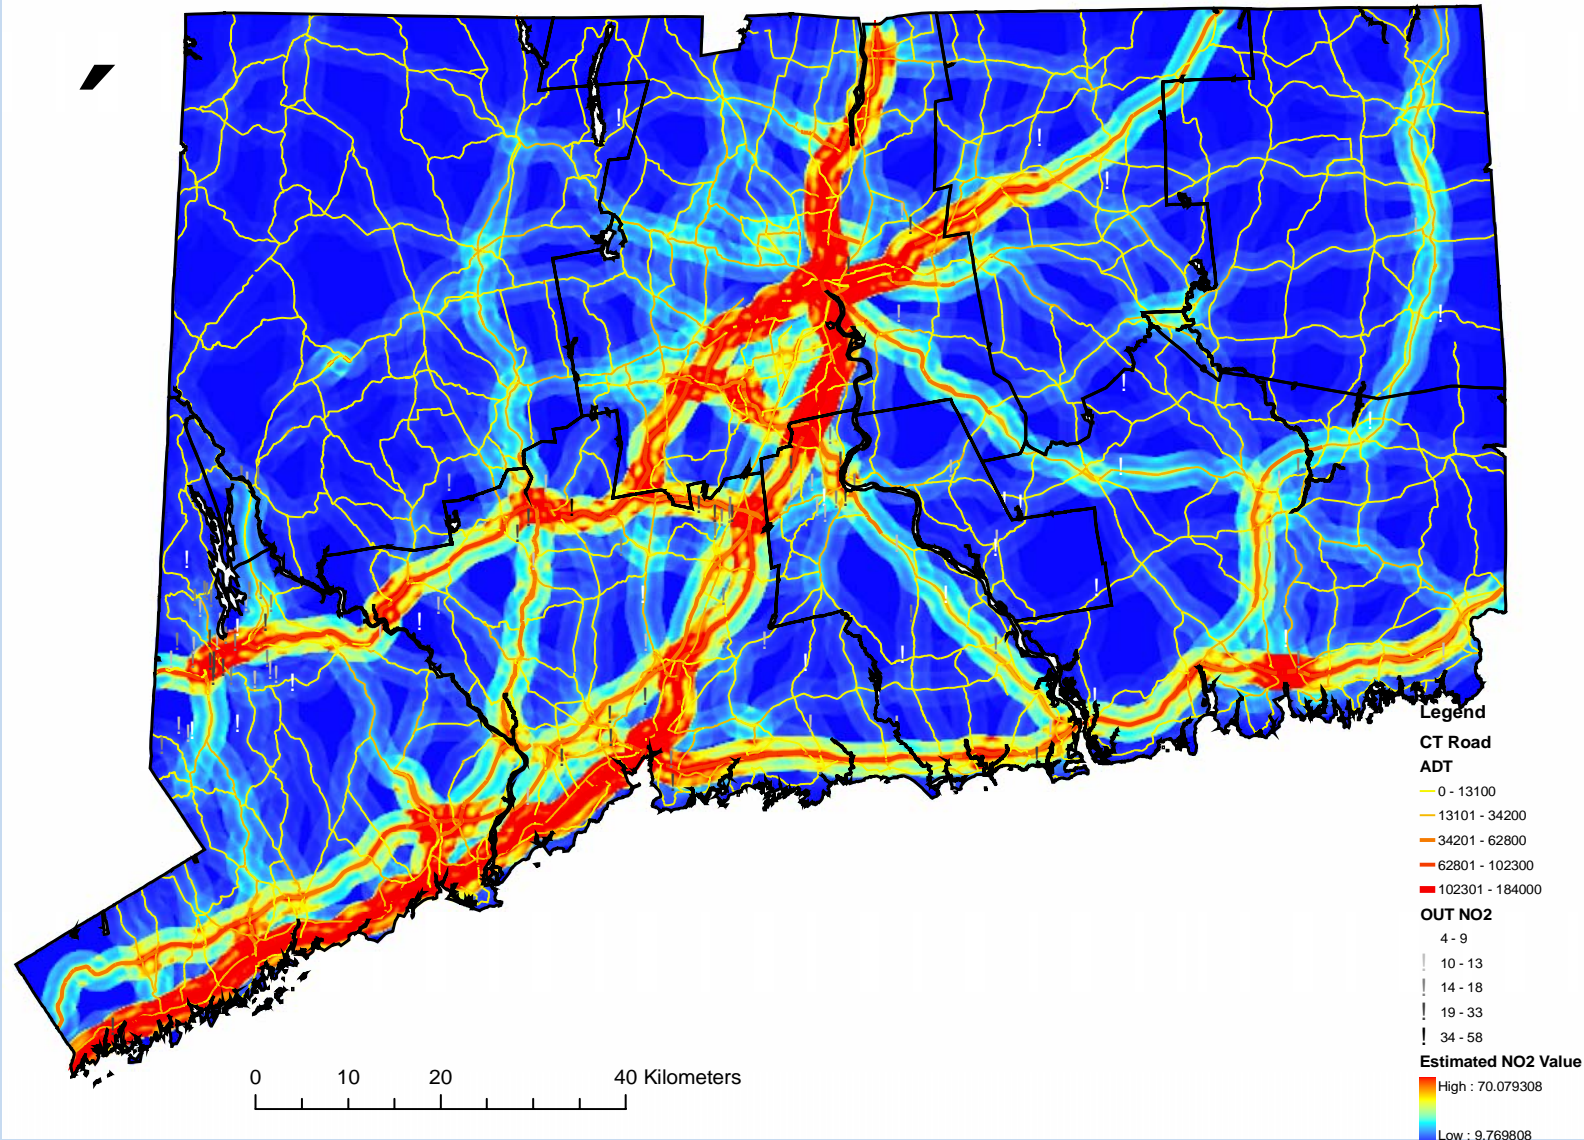 Legend
CT Road
ADT
0 - 13100
13101 - 34200
34201 - 62800
62801 - 102300
102301 - 184000
OUT NO2
4 - 9
! 10 - 13
! 14 - 18
! 19 - 33
! 34 - 58
Estimated NO2 Value
High : 70.079308
Low : 9.769808
0 10 20 40 Kilometers